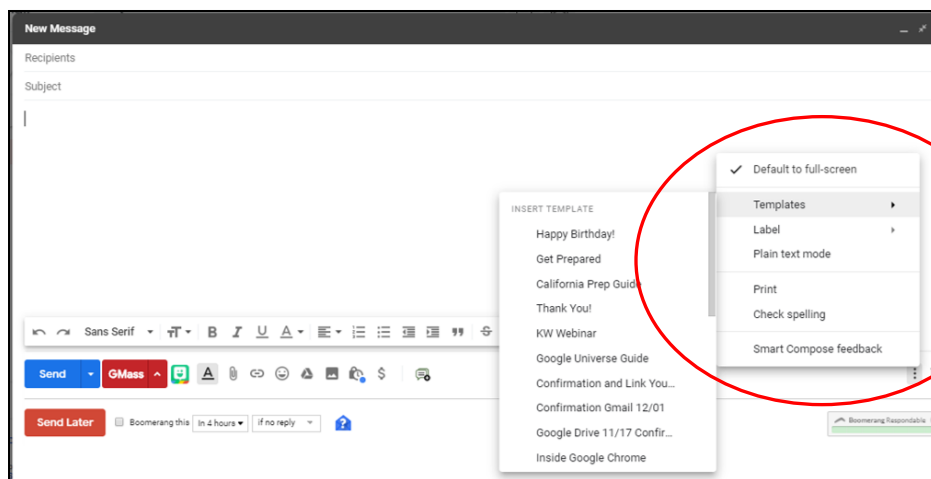 New Message
Recipients
Subject
Default to full-screen
Templates
Label
Plain text mode
Print
Check spelling
Smart Compose feedback
INSERT TEMPLATE
Happy Birthday!
Get Prepared
California Prep Guide
Thank You!
KW Webinar
Google Universe Guide
Confirmation and Link You...
Confirmation Gmail 12/01
Google Drive 11/17 Confir...
Inside Google Chrome
Sans Serif
Send GMass
Send Later Boomerang this In 4 hours if no reply Boomerang Respondable